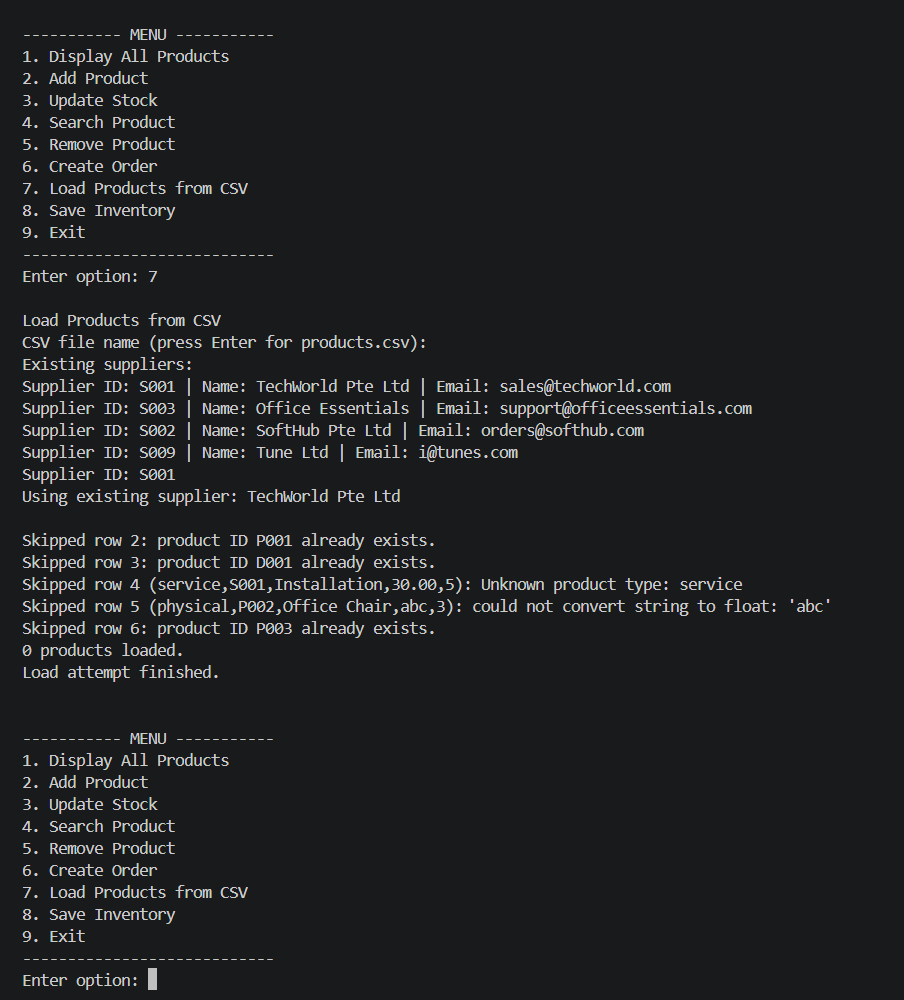 ----------- MENU -----------
1. Display All Products
2. Add Product
3. Update Stock
4. Search Product
5. Remove Product
6. Create Order
7. Load Products from CSV
8. Save Inventory
9. Exit
----------------------------
Enter option: 7
Load Products from CSV
CSV file name (press Enter for products.csv):
Existing suppliers:
Supplier ID: S001 | Name: TechWorld Pte Ltd | Email: sales@techworld.com
Supplier ID: S003 | Name: Office Essentials | Email: support@officeessentials.com
Supplier ID: S002 | Name: SoftHub Pte Ltd | Email: orders@softhub.com
Supplier ID: S009 | Name: Tune Ltd | Email: i@tunes.com
Supplier ID: S001
Using existing supplier: TechWorld Pte Ltd
Skipped row 2: product ID P001 already exists.
Skipped row 3: product ID D001 already exists.
Skipped row 4 (service,S001,Installation,30.00,5): Unknown product type: service
Skipped row 5 (physical,P002,Office Chair,abc,3): could not convert string to float: 'abc'
Skipped row 6: product ID P003 already exists.
0 products loaded.
Load attempt finished.
----------- MENU -----------
1. Display All Products
2. Add Product
3. Update Stock
4. Search Product
5. Remove Product
6. Create Order
7. Load Products from CSV
8. Save Inventory
9. Exit
----------------------------
Enter option: